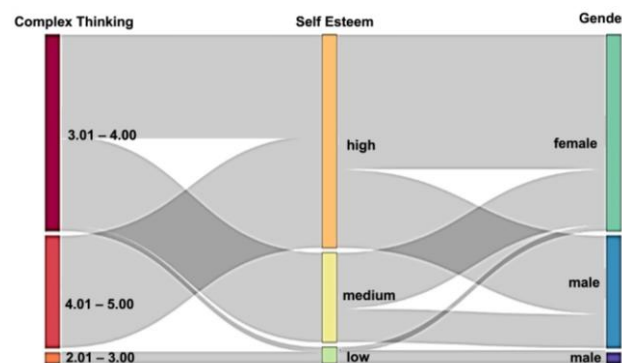 Complex Thinking
Self Esteem
Gende
3.01 – 4.00
high
female
4.01 – 5.00
medium
male
2.01 – 3.00
low
male